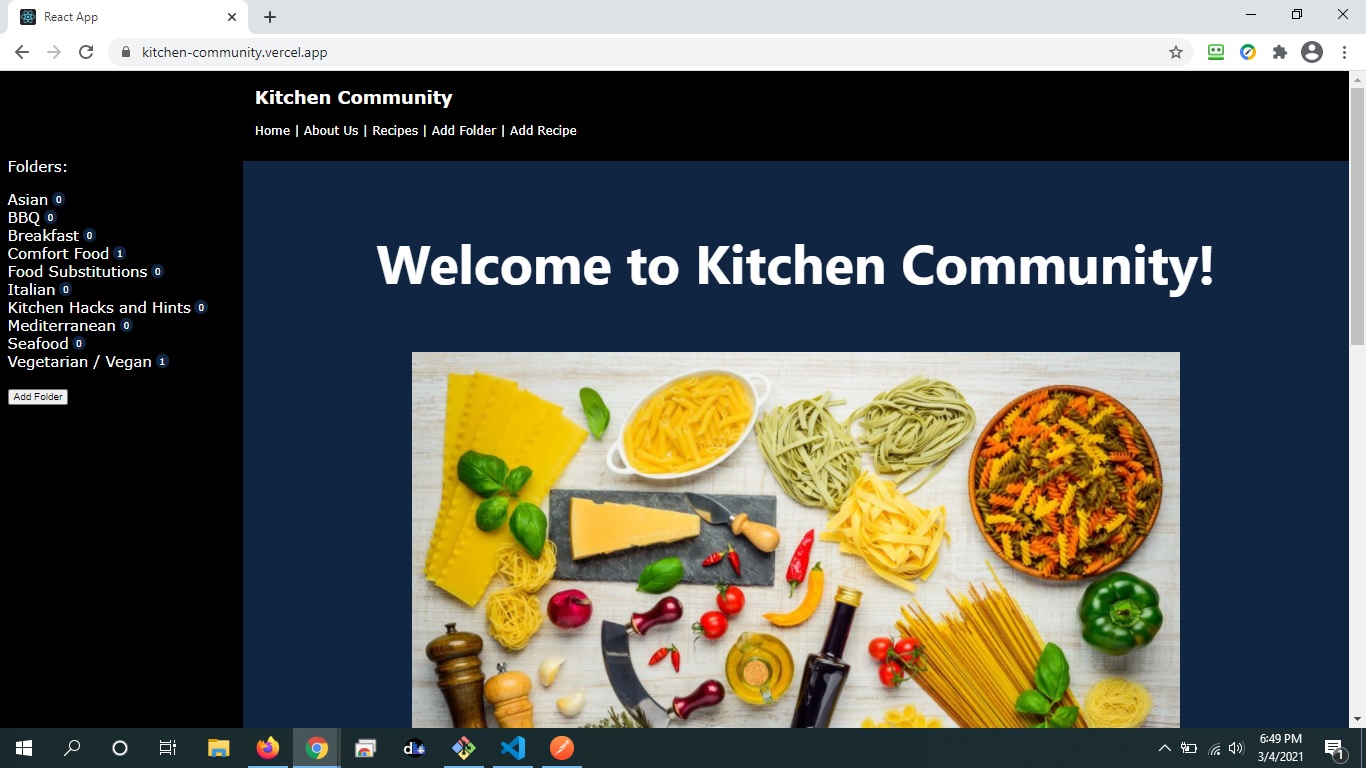 React App
kitchen-community.vercel.app
Kitchen Community
Home | About Us | Recipes | Add Folder | Add Recipe
Folders:
Asian 0
BBQ 0
Breakfast 0
Comfort Food 1
Food Substitutions 0
Italian 0
Kitchen Hacks and Hints 0
Mediterranean 0
Seafood 0
Vegetarian / Vegan 1
Add Folder
Welcome to Kitchen Community!
6:49 PM
3/4/2021
1